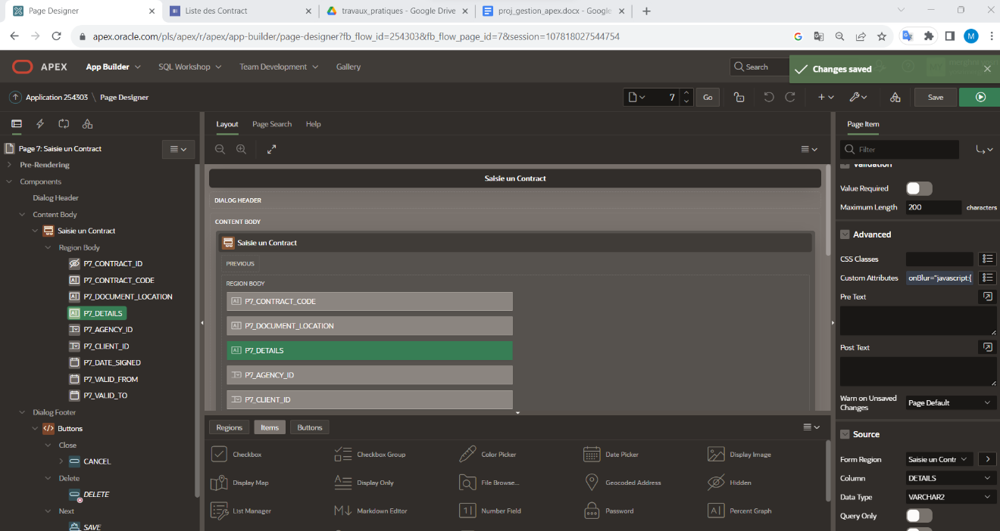 Page Designer
Liste des Contract
travaux_pratiques - Google Drive
proj_gestion_apex.docx - Google
apex.oracle.com/pls/apex/r/apex/app-builder/page-designer?fb_flow_id=254303&fb_flow_page_id=7&session=107818027544754
M
APEX
App Builder
SQL Workshop
Team Development
Gallery
Search
Changes saved
Application 254303 \ Page Designer
7
Go
Save
Layout
Page Search
Help
Page Item
Page 7: Saisie un Contract
Filter
Pre-Rendering
Components
Dialog Header
Content Body
Saisie un Contract
Region Body
P7_CONTRACT_ID
P7_CONTRACT_CODE
P7_DOCUMENT_LOCATION
P7_DETAILS
P7_AGENCY_ID
P7_CLIENT_ID
P7_DATE_SIGNED
P7_VALID_FROM
P7_VALID_TO
Dialog Footer
Buttons
Close
CANCEL
Delete
DELETE
Next
SAVE
Saisie un Contract
DIALOG HEADER
CONTENT BODY
Saisie un Contract
PREVIOUS
REGION BODY
P7_CONTRACT_CODE
P7_DOCUMENT_LOCATION
P7_DETAILS
P7_AGENCY_ID
P7_CLIENT_ID
Regions
Items
Buttons
Checkbox
Checkbox Group
Color Picker
Date Picker
Display Image
Display Map
Display Only
File Browse...
Geocoded Address
Hidden
List Manager
Markdown Editor
Number Field
Password
Percent Graph
Validation
Value Required
Maximum Length 200 characters
Advanced
CSS Classes
Custom Attributes onBlur="javascript:{
Pre Text
Post Text
Warn on Unsaved Changes Page Default
Source
Form Region Saisie un Contr
Column DETAILS
Data Type VARCHAR2
Query Only